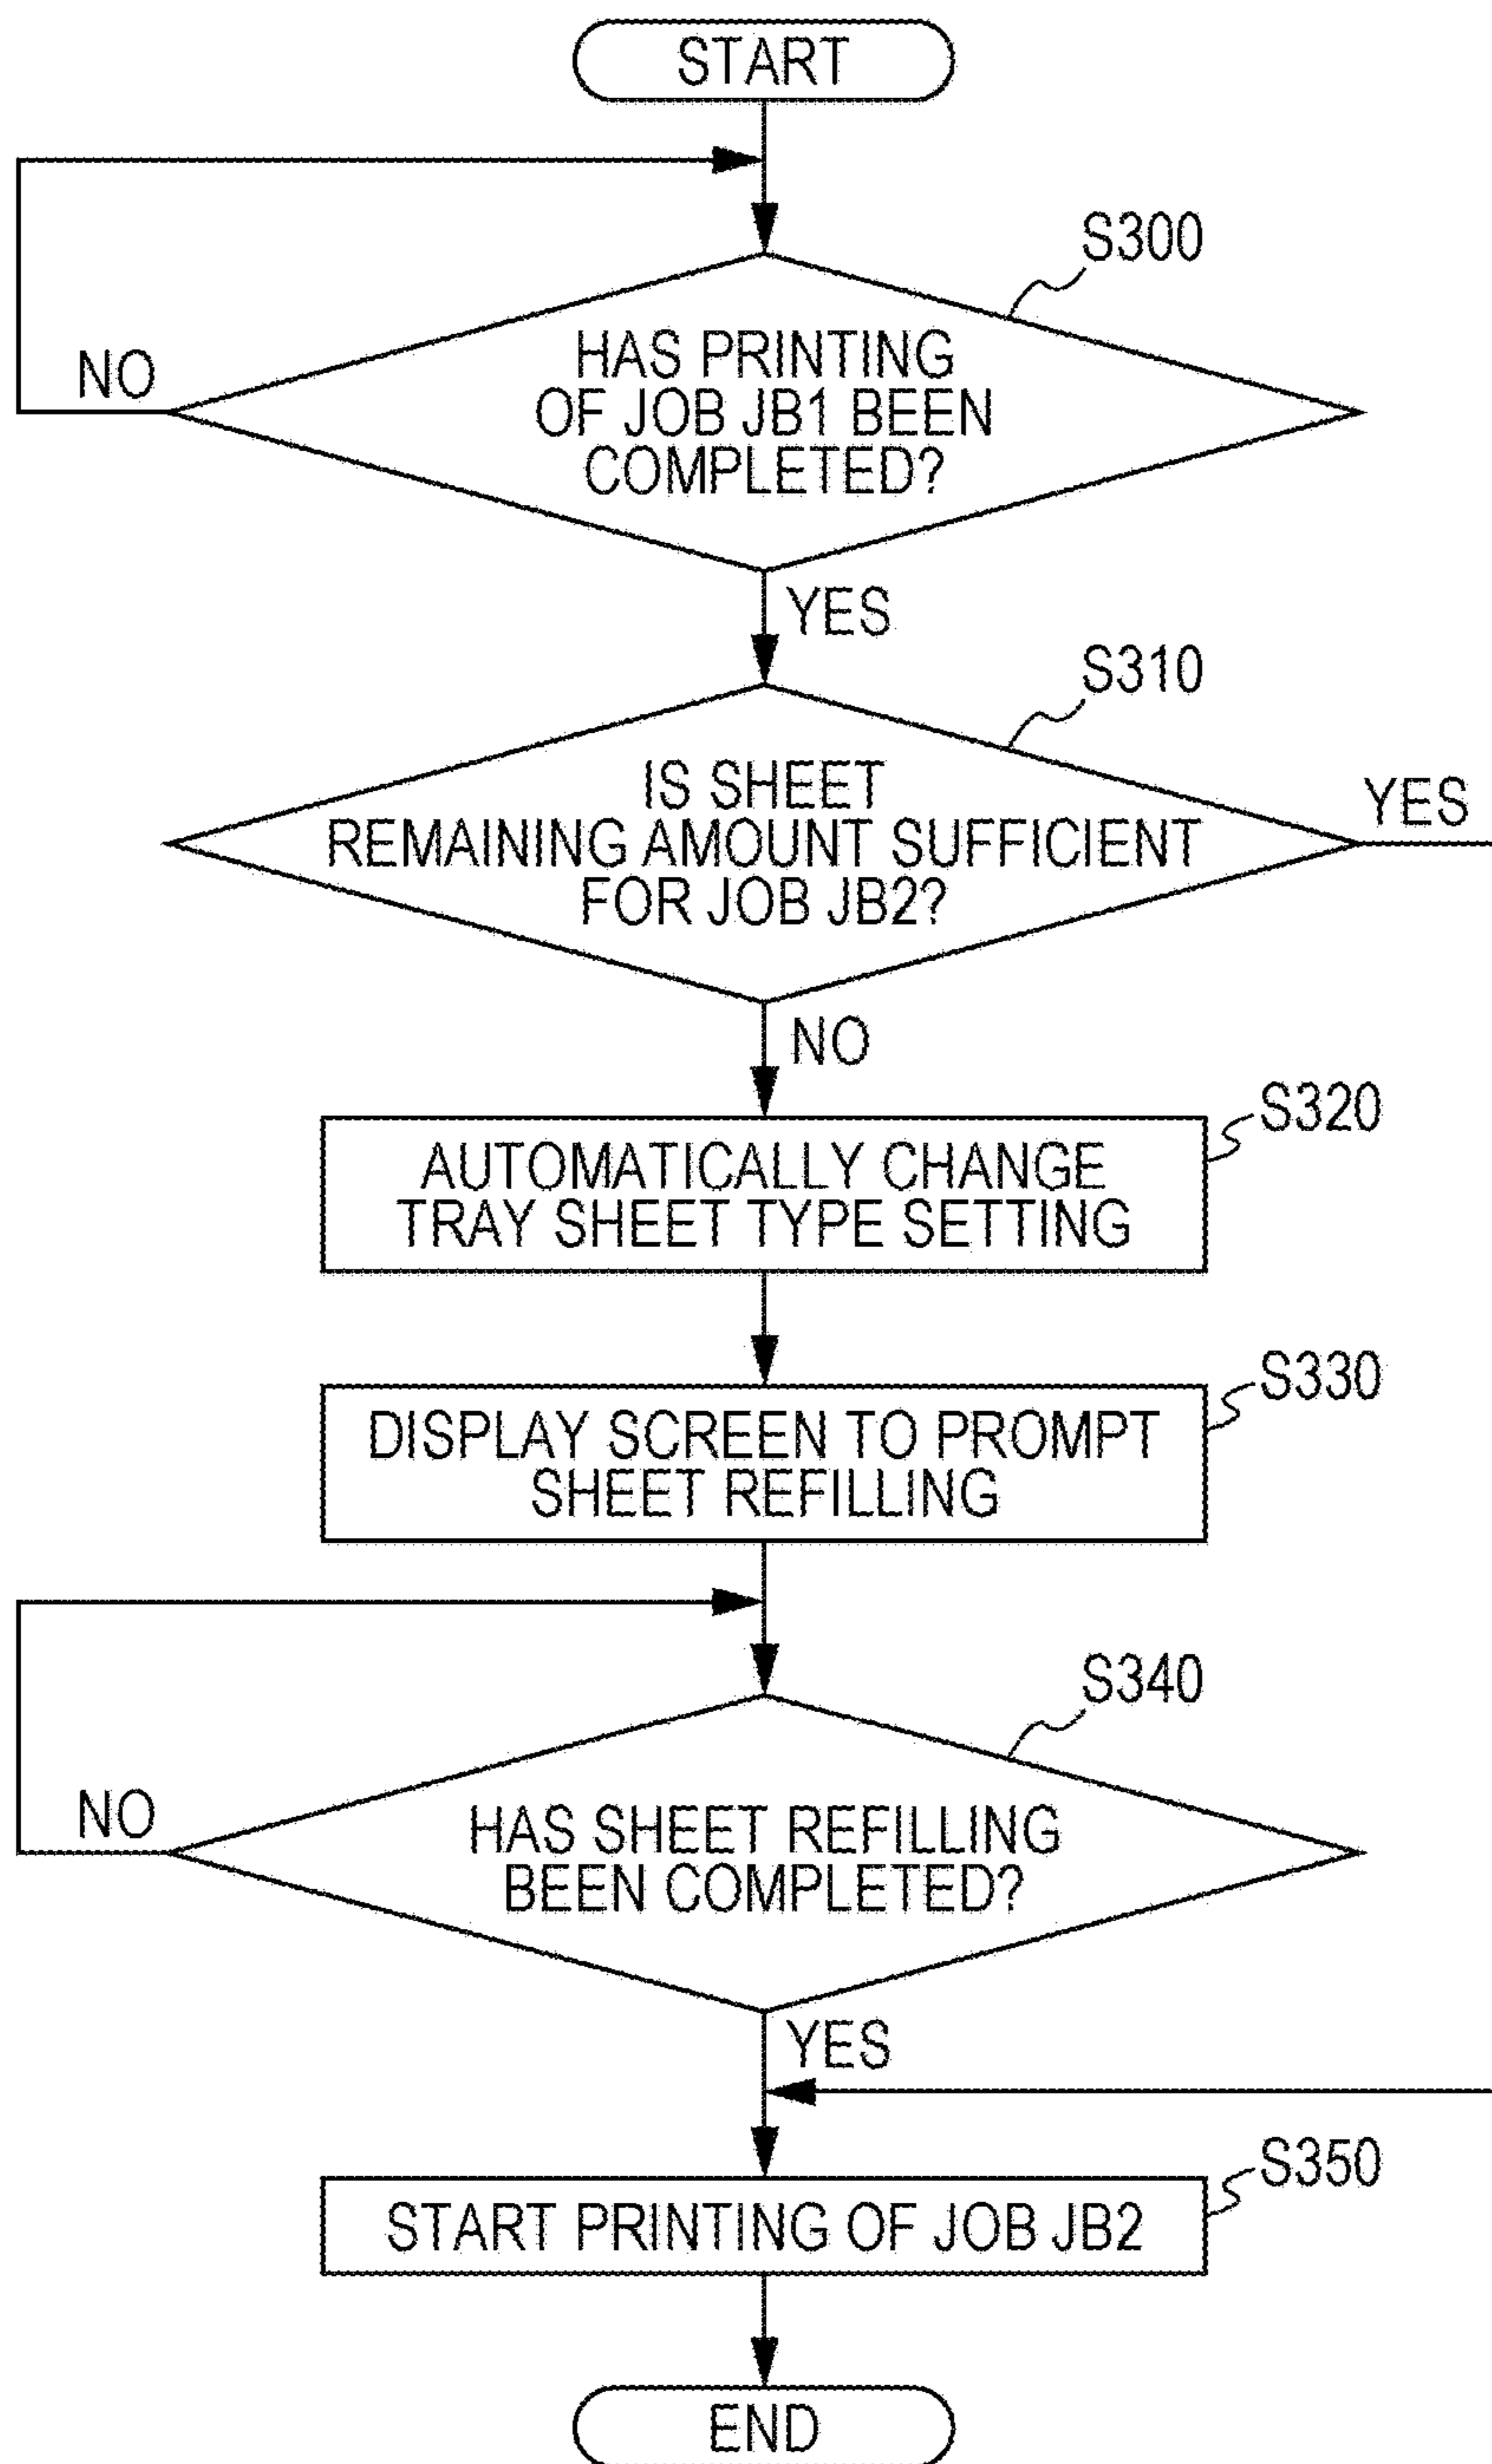 START
S300
HAS PRINTING
OF JOB JB1 BEEN
COMPLETED?
NO
YES
S310
IS SHEET
REMAINING AMOUNT SUFFICIENT
FOR JOB JB2?
YES
NO
S320
AUTOMATICALLY CHANGE
TRAY SHEET TYPE SETTING
S330
DISPLAY SCREEN TO PROMPT
SHEET REFILLING
S340
HAS SHEET REFILLING
BEEN COMPLETED?
NO
YES
S350
START PRINTING OF JOB JB2
END